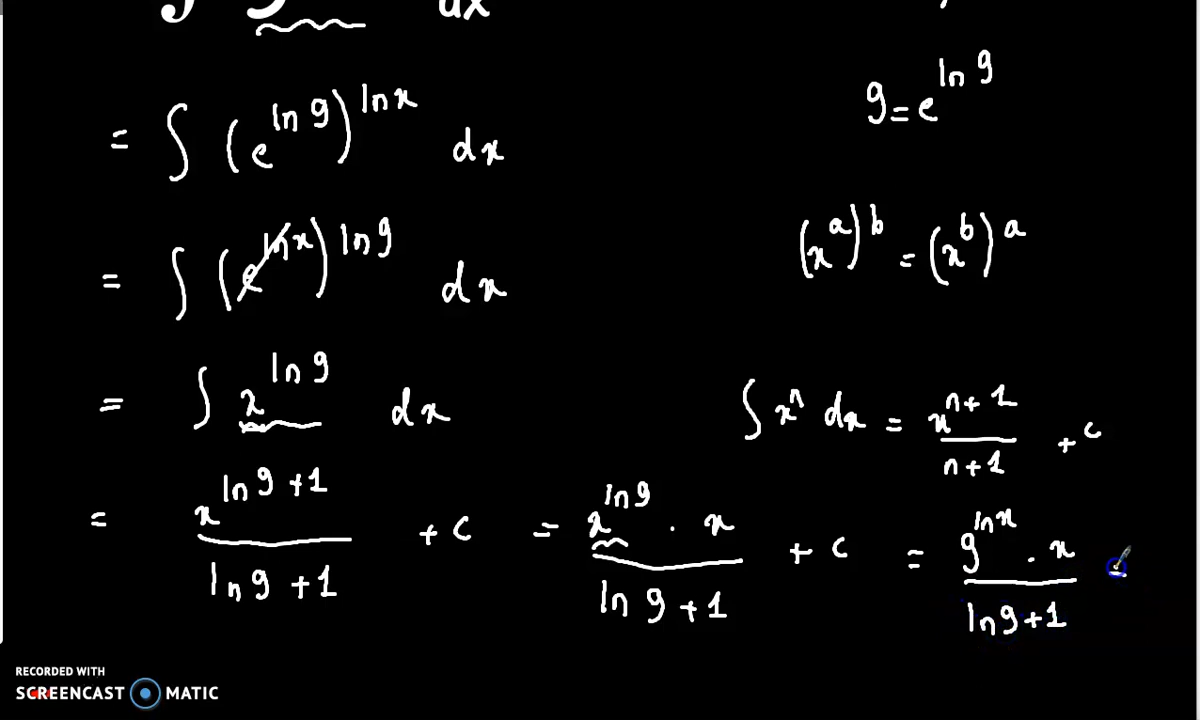 dx
= ∫ (e^{ln 9})^{ln x} dx
9 = e^{ln 9}
= ∫ (e^{ln x})^{ln 9} dx
(x^a)^b = (x^b)^a
= ∫ x^{ln 9} dx
∫ x^n dx = x^{n+1} / n+1 + c
= x^{ln 9 + 1} / ln 9 + 1 + c = x^{ln 9} · x / ln 9 + 1 + c = 9^{ln x} · x / ln 9 + 1
RECORDED WITH
SCREENCAST MATIC